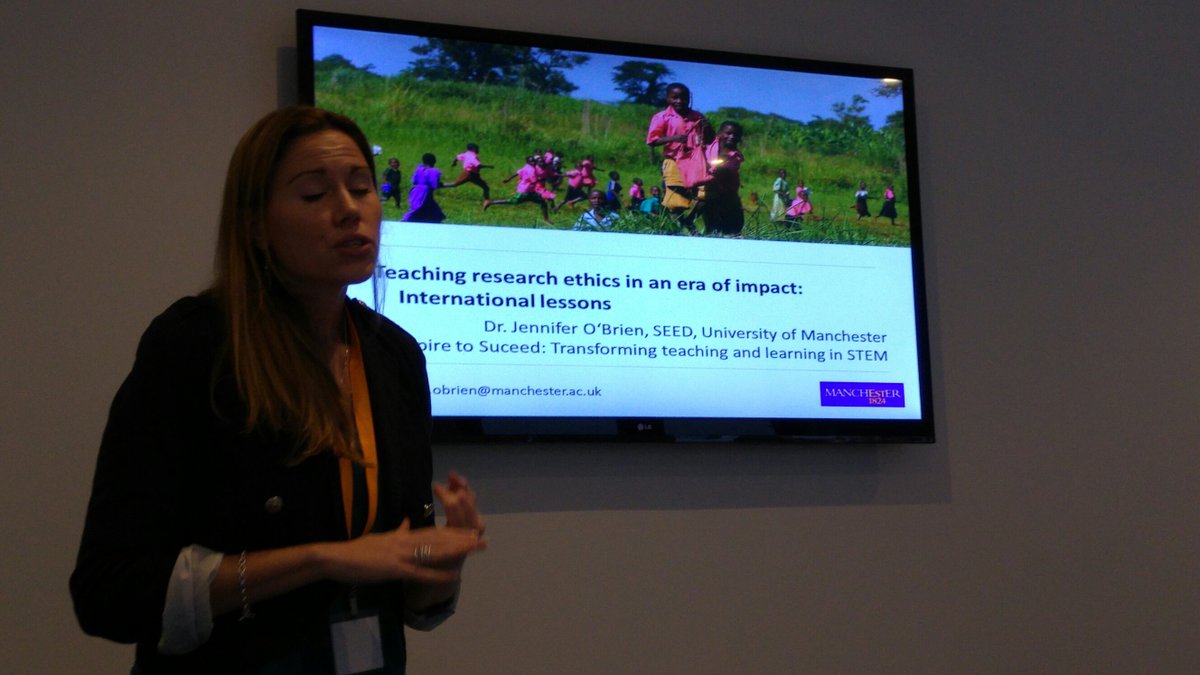 Teaching research ethics in an era of impact:
International lessons
Dr. Jennifer O'Brien, SEED, University of Manchester
to Suceed: Transforming teaching and learning in STEM
obrien@manchester.ac.uk
MANCHESTER
1824
LG